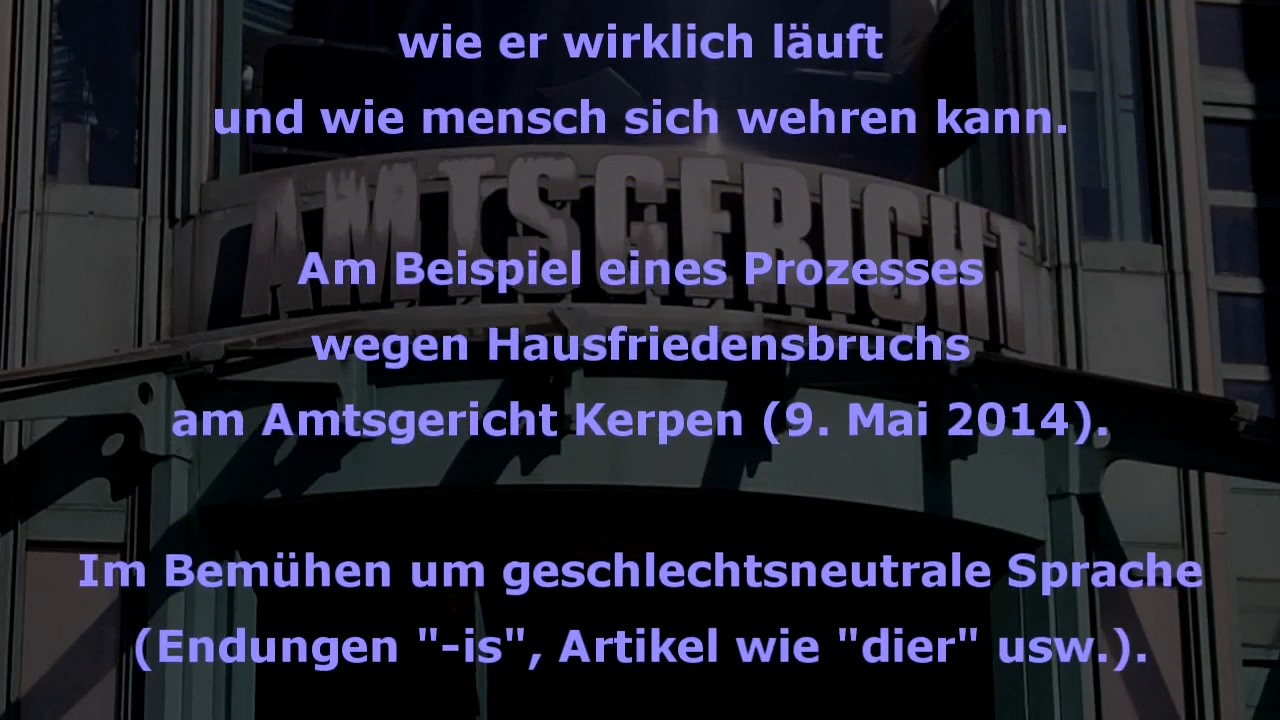 wie er wirklich läuft
und wie mensch sich wehren kann.
AMTSGERICHT
Am Beispiel eines Prozesses
wegen Hausfriedensbruchs
am Amtsgericht Kerpen (9. Mai 2014).
Im Bemühen um geschlechtsneutrale Sprache
(Endungen "-is", Artikel wie "dier" usw.).